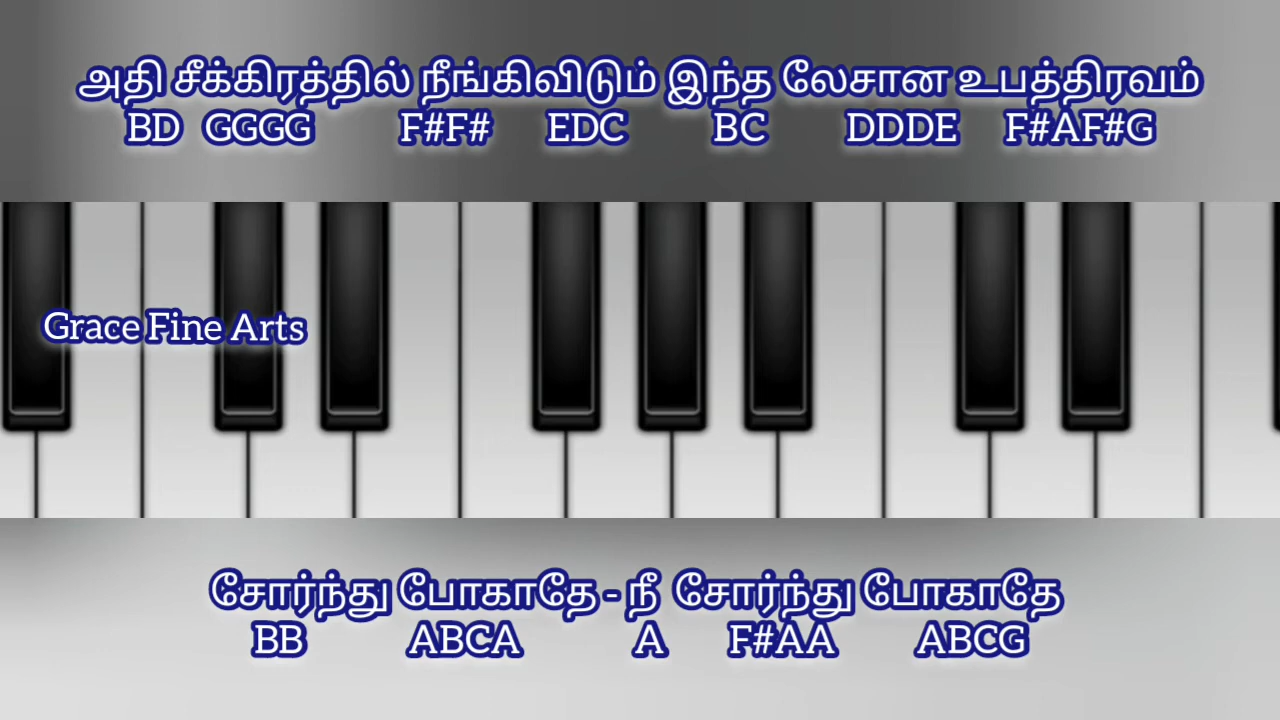 அதி சீக்கிரத்தில் நீங்கிவிடும் இந்த லேசான உபத்திரவம்
BD GGGG F#F# EDC BC DDDE F#AF#G
Grace Fine Arts
சோர்ந்து போகாதே - நீ சோர்ந்து போகாதே
BB ABCA A F#AA ABCG